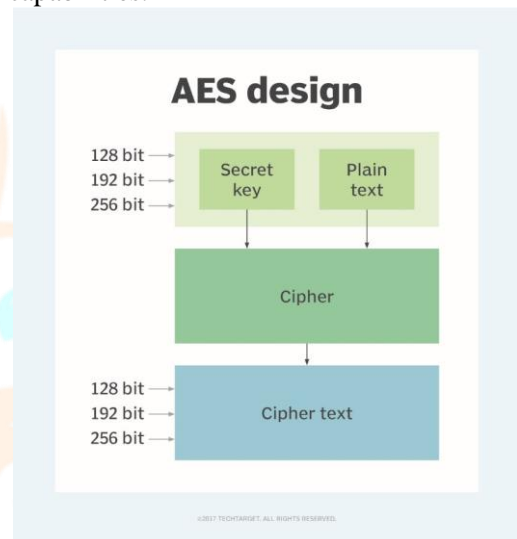 AES design
128 bit
192 bit
256 bit
Secret
key
Plain
text
Cipher
128 bit
192 bit
256 bit
Cipher text
©2017 TECHTARGET. ALL RIGHTS RESERVED.